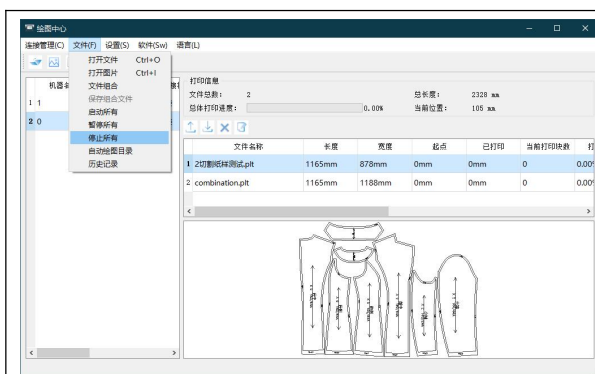 绘图中心
连接管理(C) 文件(F) 设置(S) 软件(Sw) 语言(L)
打开文件 Ctrl+O
打开图片 Ctrl+I
文件组合
保存组合文件
启动所有
暂停所有
停止所有
自动绘图目录
历史记录
机器名
1 1
2 0
打印信息
文件总数: 2 总长度: 2328 mm
总体打印进度: 0.00% 当前位置: 105 mm
文件名称 长度 宽度 起点 已打印 当前打印块数 打
1 2切割纸样测试.plt 1165mm 878mm 0mm 0mm 0 0.00%
2 combination.plt 1165mm 1188mm 0mm 0mm 0 0.00%